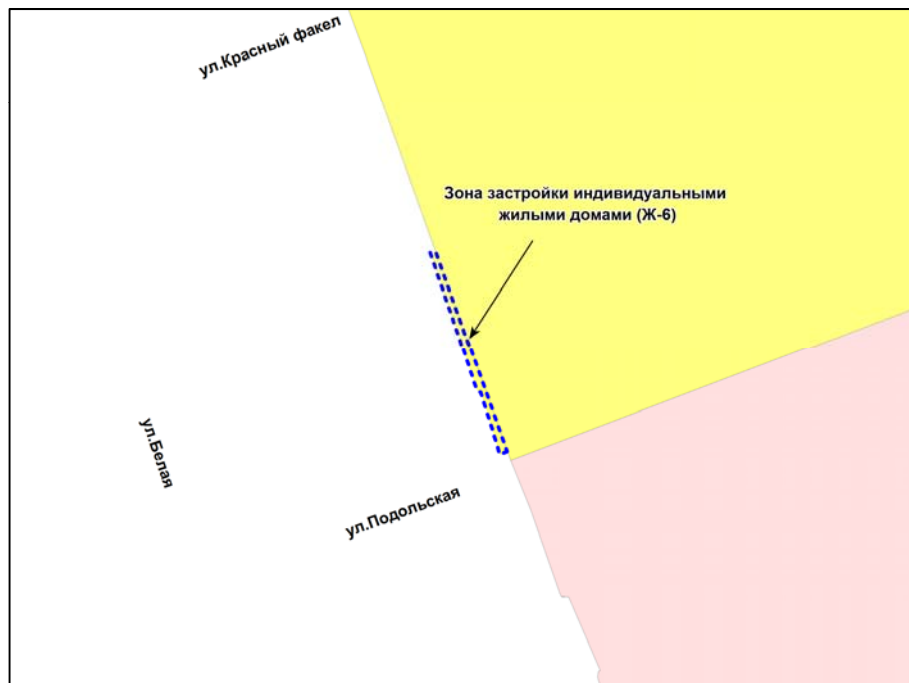 ул.Красный факел
Зона застройки индивидуальными
жилыми домами (Ж-6)
ул.Белая
ул.Подольская